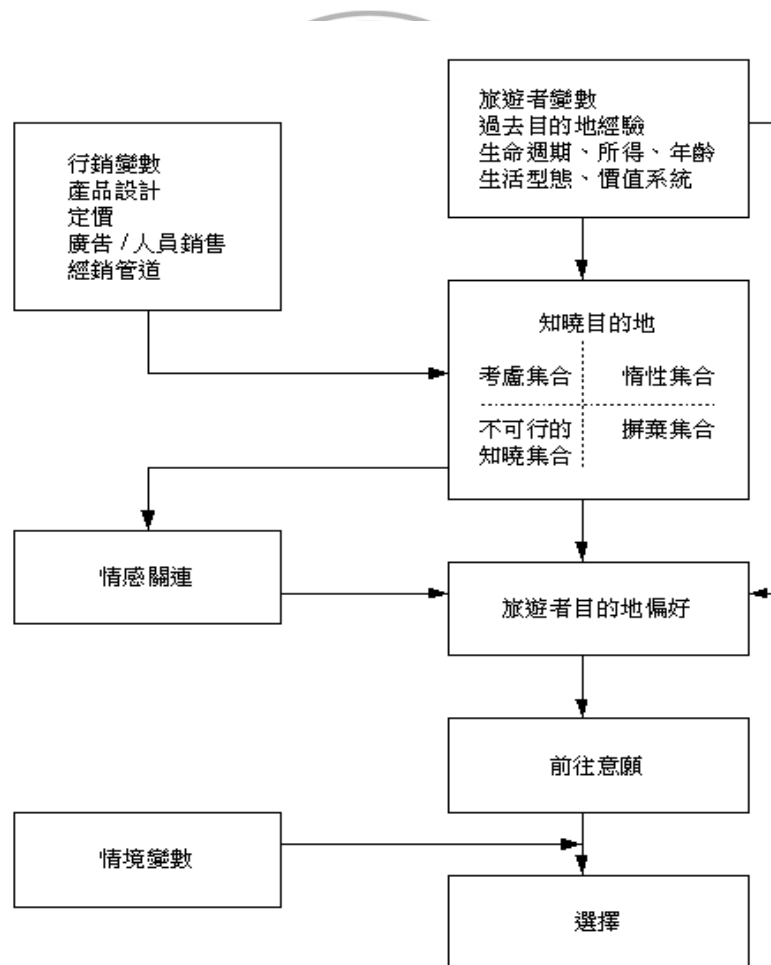 旅遊者變數
過去目的地經驗
生命週期、所得、年齡
生活型態、價值系統
行銷變數
產品設計
定價
廣告 / 人員銷售
經銷管道
知曉目的地
考慮集合
惰性集合
不可行的
知曉集合
摒棄集合
情感關連
旅遊者目的地偏好
前往意願
情境變數
選擇